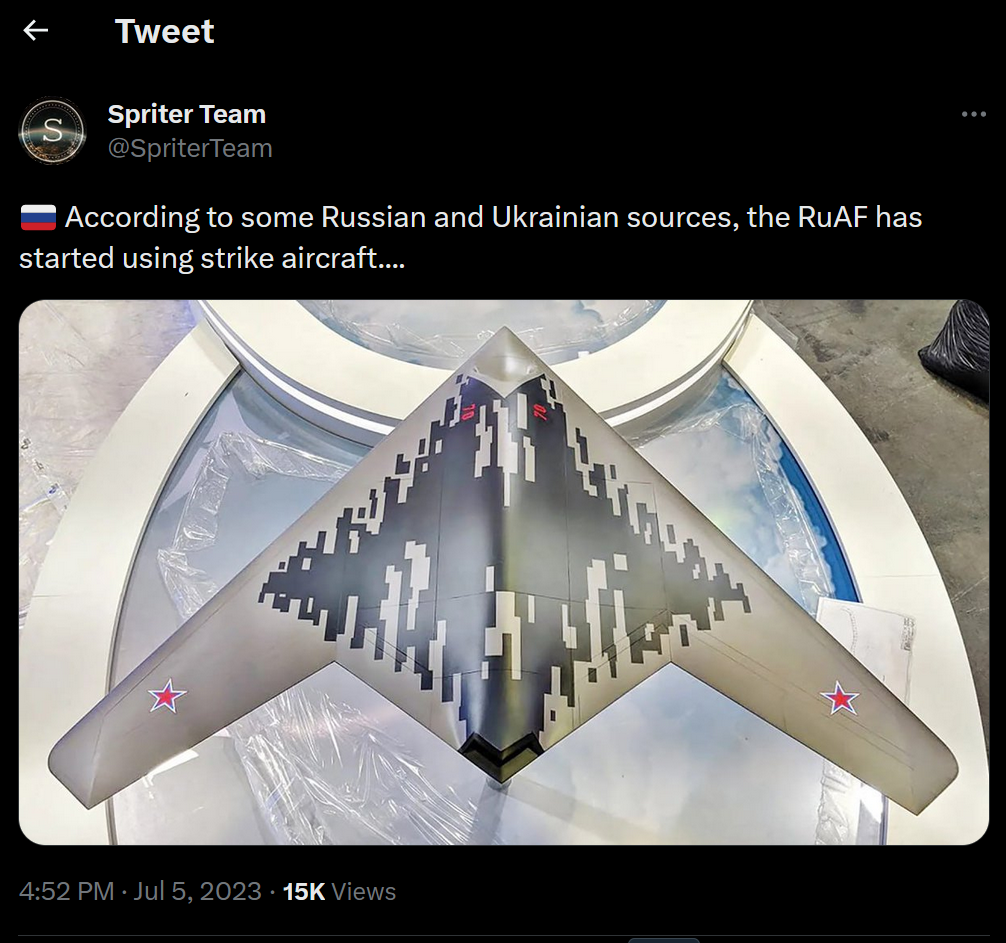 Tweet
S
Spriter Team
@SpriterTeam
According to some Russian and Ukrainian sources, the RuAF has
started using strike aircraft....
70
70
4:52 PM · Jul 5, 2023 · 15K Views